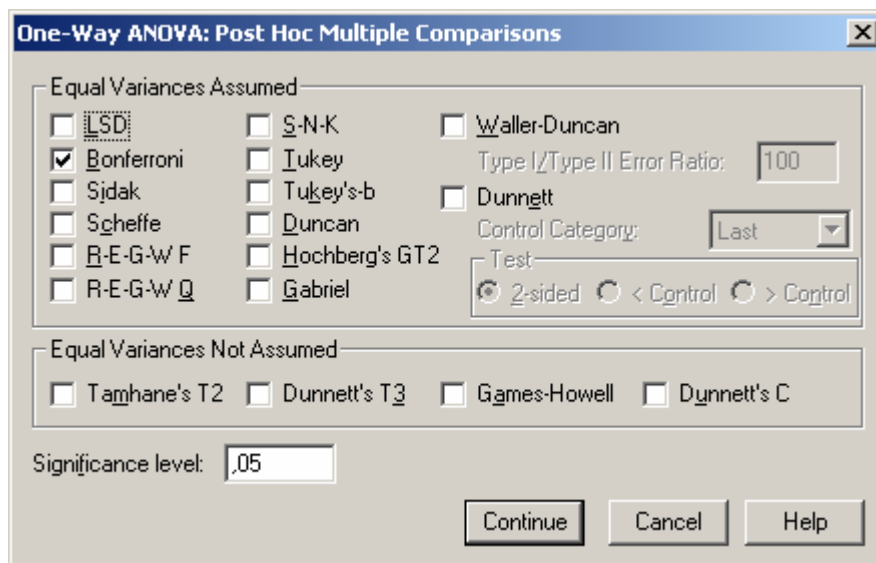 One-Way ANOVA: Post Hoc Multiple Comparisons
Equal Variances Assumed
LSD S-N-K Waller-Duncan
Bonferroni Tukey Type I/Type II Error Ratio: 100
Sidak Tukey's-b Dunnett
Scheffe Duncan Control Category: Last
R-E-G-W F Hochberg's GT2 Test
R-E-G-W Q Gabriel 2-sided < Control > Control
Equal Variances Not Assumed
Tamhane's T2 Dunnett's T3 Games-Howell Dunnett's C
Significance level: ,05
Continue Cancel Help